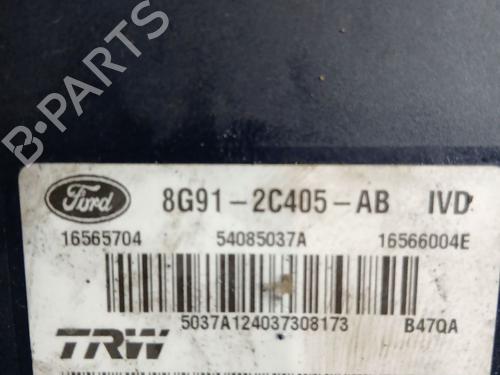 B-PARTS
Ford 8G91-2C405-AB IVD
16565704 54085037A 16566004E
5037A124037308173 B47QA
TRW